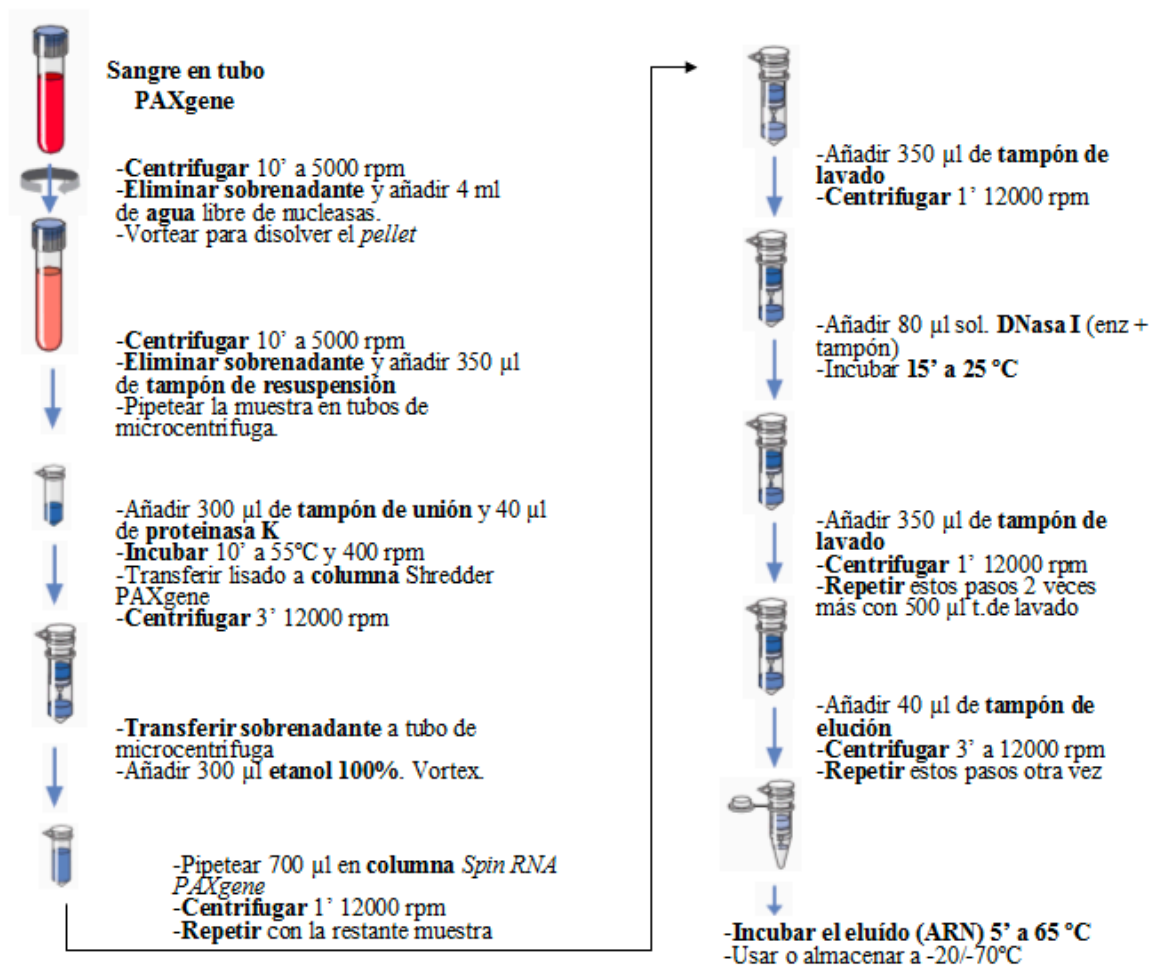 Sangre en tubo
PAXgene
-Centrifugar 10’ a 5000 rpm
-Eliminar sobrenadante y añadir 4 ml
de agua libre de nucleasas.
-Vortear para disolver el pellet
-Centrifugar 10’ a 5000 rpm
-Eliminar sobrenadante y añadir 350 µl
de tampón de resuspensión
-Pipetear la muestra en tubos de
microcentrifuga.
-Añadir 300 µl de tampón de unión y 40 µl
de proteinasa K
-Incubar 10’ a 55ºC y 400 rpm
-Transferir lisado a columna Shredder
PAXgene
-Centrifugar 3’ 12000 rpm
-Transferir sobrenadante a tubo de
microcentrifuga
-Añadir 300 µl etanol 100%. Vortex.
-Pipetear 700 µl en columna Spin RNA
PAXgene
-Centrifugar 1’ 12000 rpm
-Repetir con la restante muestra
-Añadir 350 µl de tampón de
lavado
-Centrifugar 1’ 12000 rpm
-Añadir 80 µl sol. DNasa I (enz +
tampón)
-Incubar 15’ a 25 ºC
-Añadir 350 µl de tampón de
lavado
-Centrifugar 1’ 12000 rpm
-Repetir estos pasos 2 veces
más con 500 µl t.de lavado
-Añadir 40 µl de tampón de
elución
-Centrifugar 3’ a 12000 rpm
-Repetir estos pasos otra vez
-Incubar el eluído (ARN) 5’ a 65 ºC
-Usar o almacenar a -20/-70ºC